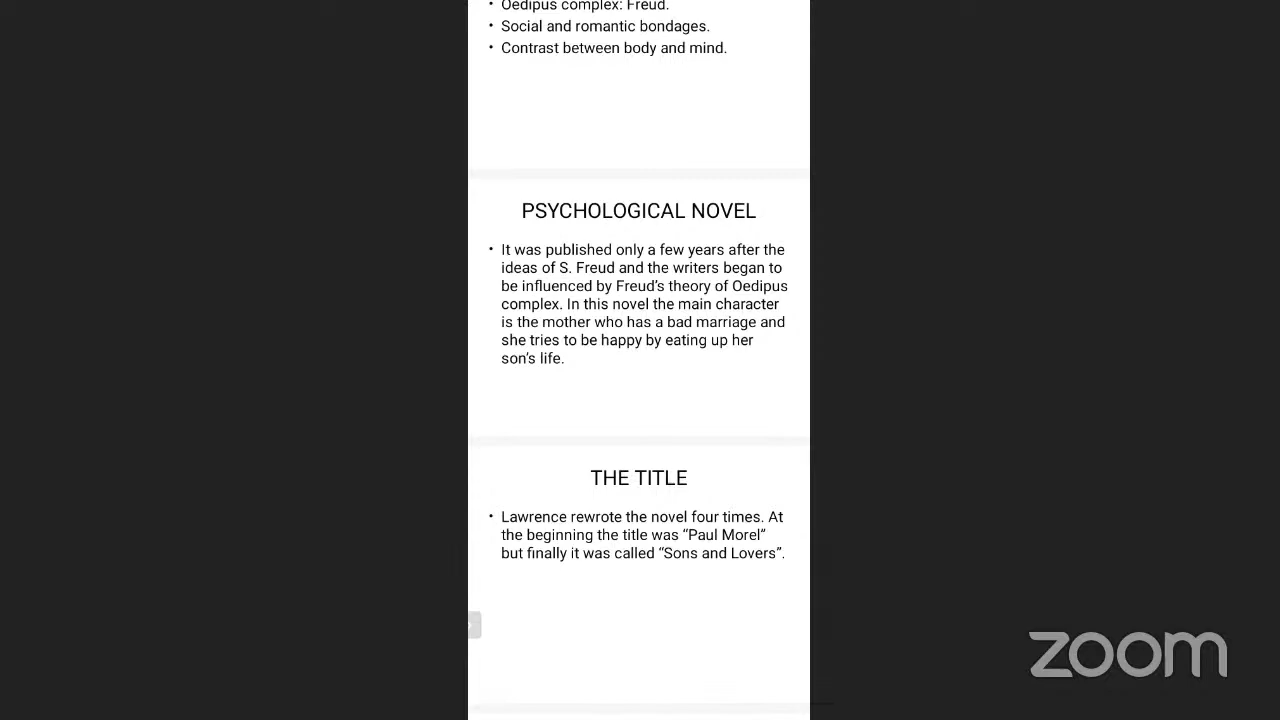 • Oedipus complex: Freud.
• Social and romantic bondages.
• Contrast between body and mind.
PSYCHOLOGICAL NOVEL
• It was published only a few years after the
ideas of S. Freud and the writers began to
be influenced by Freud's theory of Oedipus
complex. In this novel the main character
is the mother who has a bad marriage and
she tries to be happy by eating up her
son's life.
THE TITLE
• Lawrence rewrote the novel four times. At
the beginning the title was “Paul Morel”
but finally it was called “Sons and Lovers”.
zoom